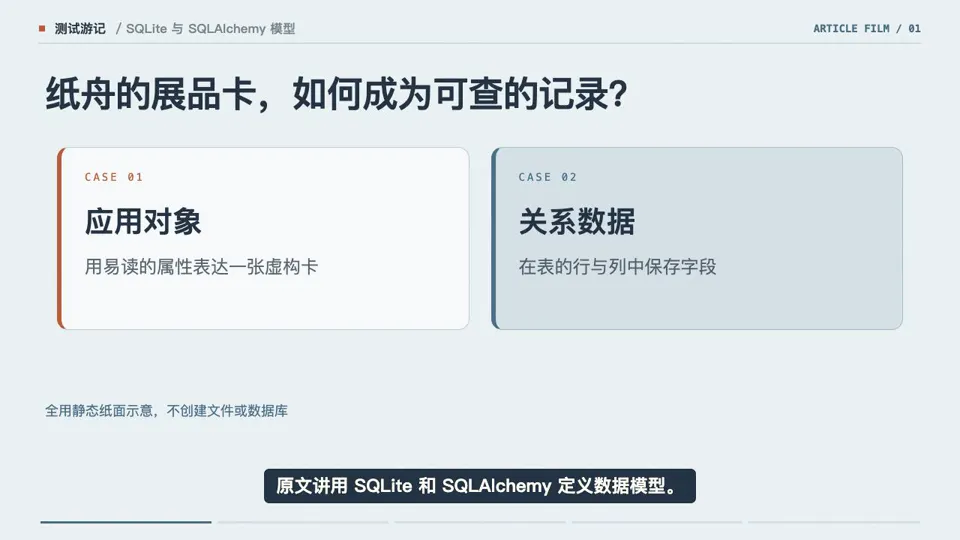 测试游记 / SQLite 与 SQLAlchemy 模型
ARTICLE FILM / 01
纸舟的展品卡，如何成为可查的记录？
CASE 01
应用对象
用易读的属性表达一张虚构卡
CASE 02
关系数据
在表的行与列中保存字段
全用静态纸面示意，不创建文件或数据库
原文讲用 SQLite 和 SQLAlchemy 定义数据模型。